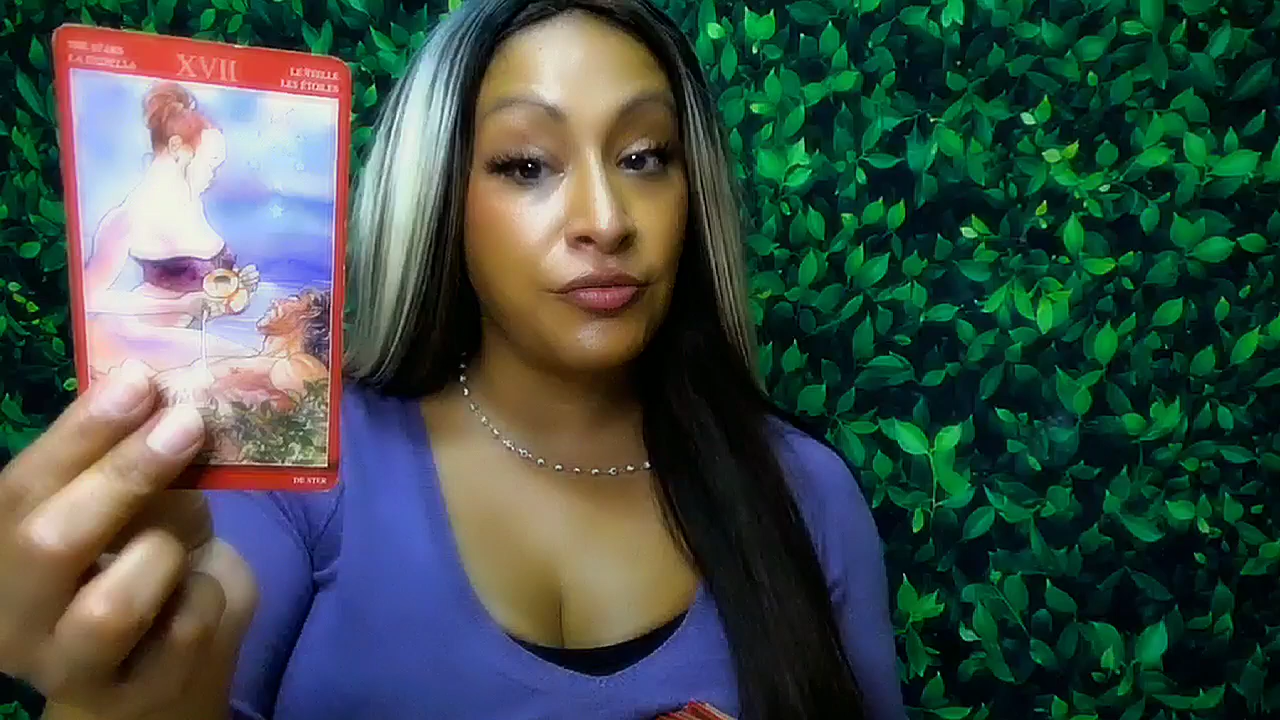 THE STARS
LA ESTRELLA
XVII
LE STELLE
LES ÉTOILES
DE STER